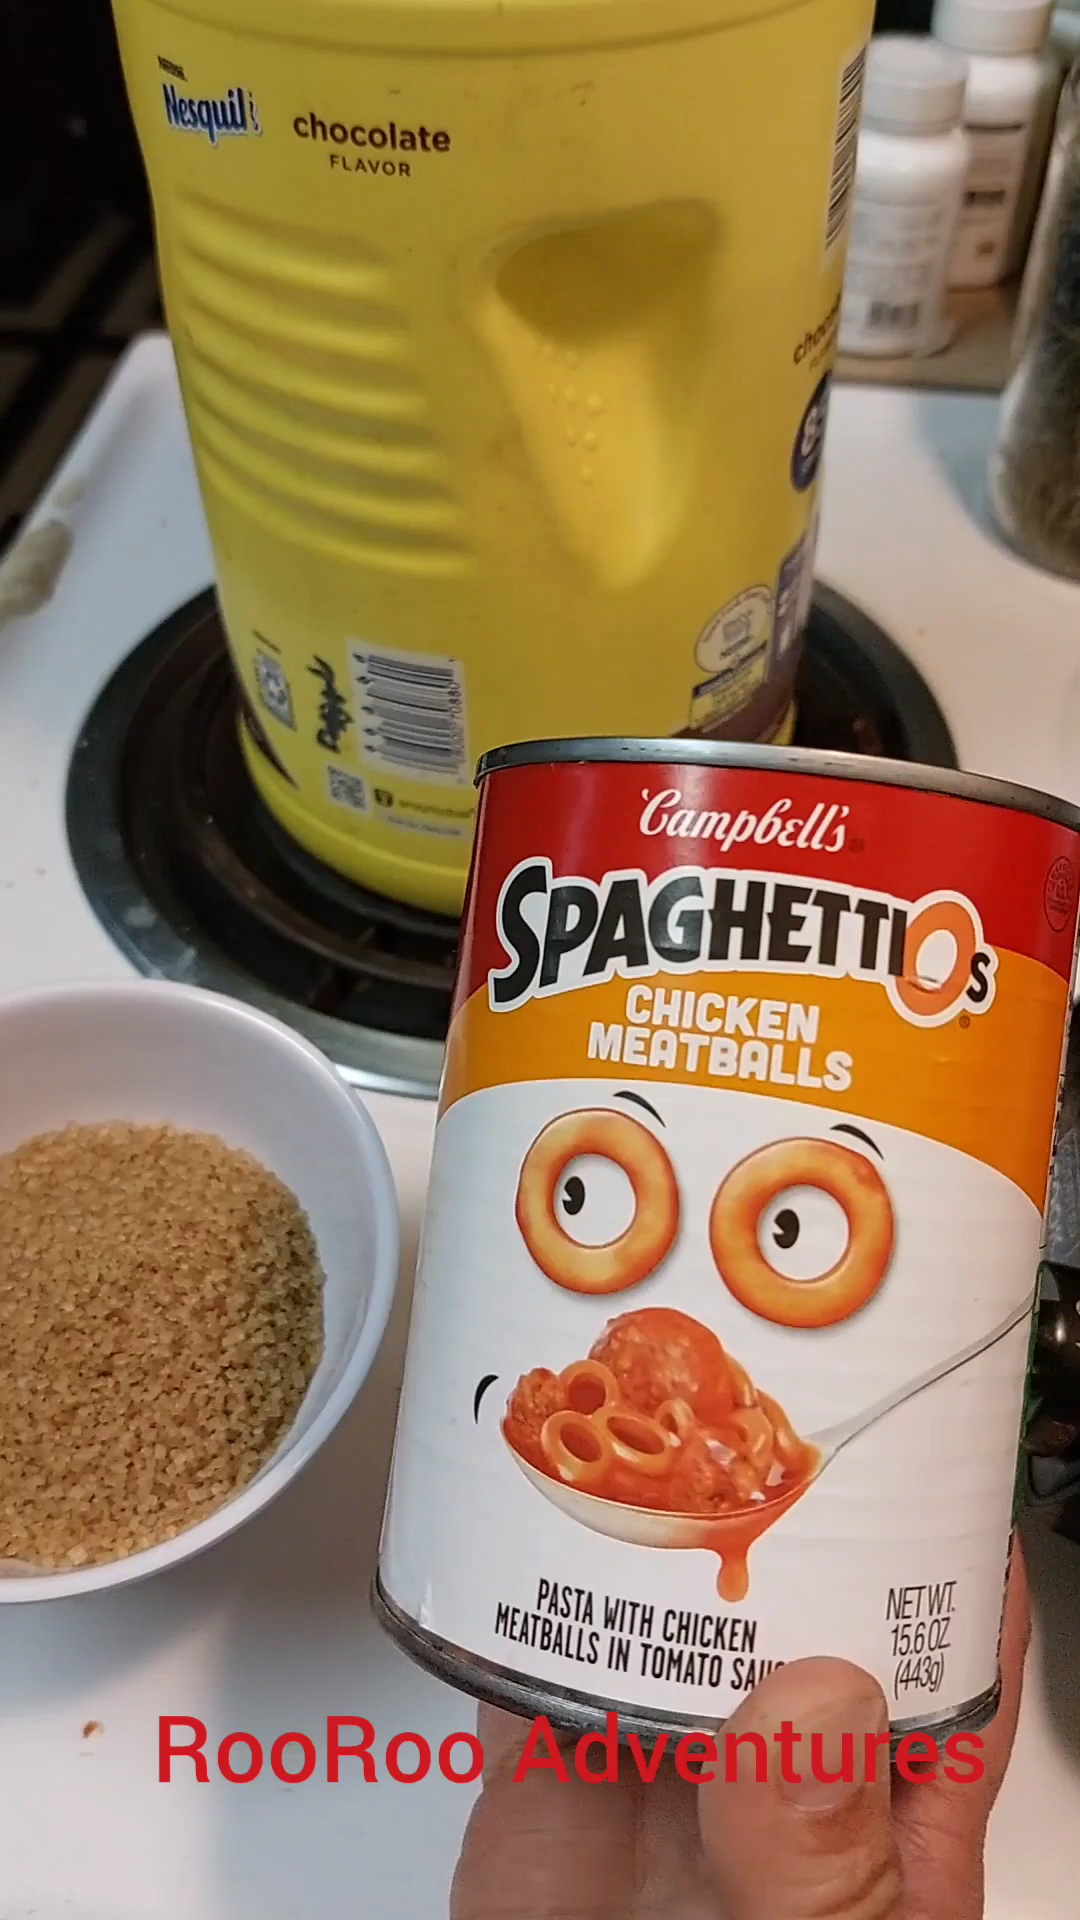 NESTLE
Nesquik
chocolate
FLAVOR
Campbell's
SPAGHETTIOS
CHICKEN
MEATBALLS
PASTA WITH CHICKEN
MEATBALLS IN TOMATO
NET WT.
15.6 OZ
(443g)
RooRoo Adventures